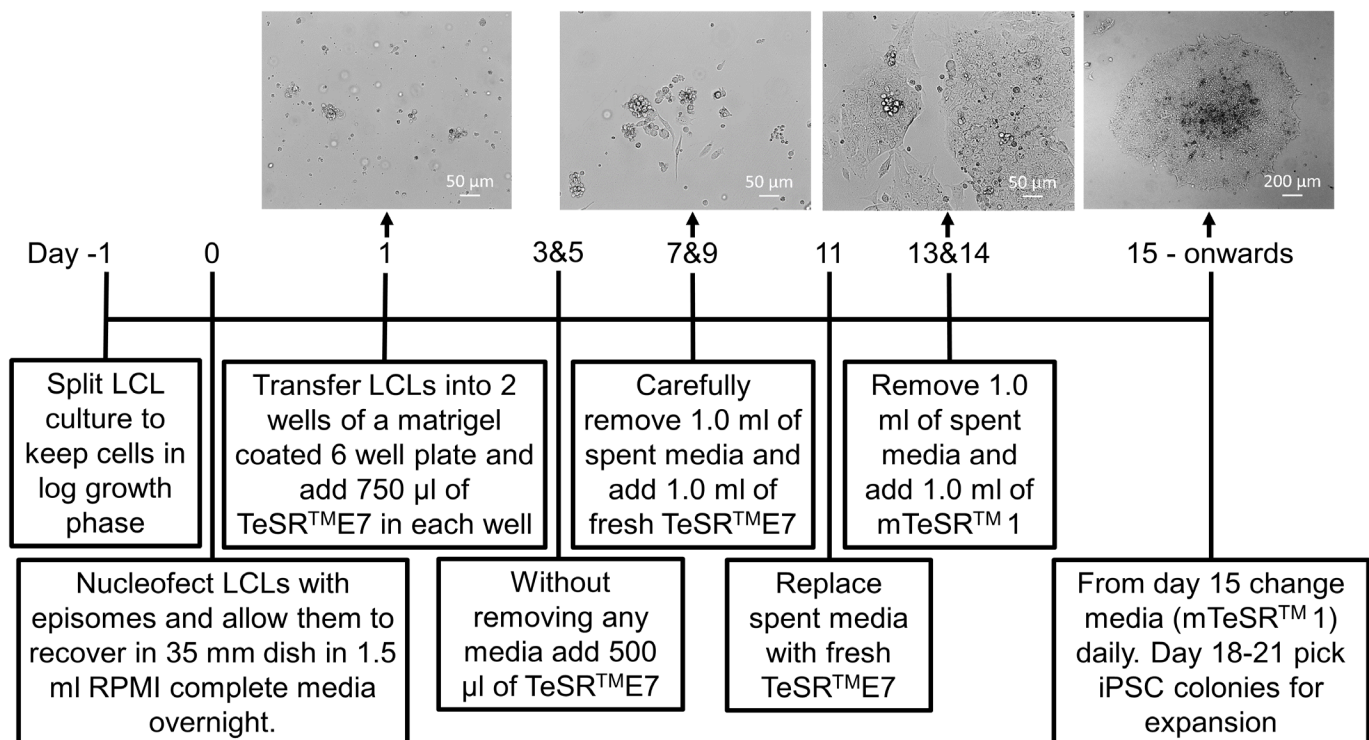 50 µm
50 µm
50 µm
200 µm
Day -1
0
1
3&5
7&9
11
13&14
15 - onwards
Split LCL
culture to
keep cells in
log growth
phase
Transfer LCLs into 2
wells of a matrigel
coated 6 well plate and
add 750 µl of
TeSR™E7 in each well
Carefully
remove 1.0 ml of
spent media and
add 1.0 ml of
fresh TeSR™E7
Remove 1.0
ml of spent
media and
add 1.0 ml of
mTeSR™ 1
Nucleofect LCLs with
episomes and allow them to
recover in 35 mm dish in 1.5
ml RPMI complete media
overnight.
Without
removing any
media add 500
µl of TeSR™E7
Replace
spent media
with fresh
TeSR™E7
From day 15 change
media (mTeSR™ 1)
daily. Day 18-21 pick
iPSC colonies for
expansion